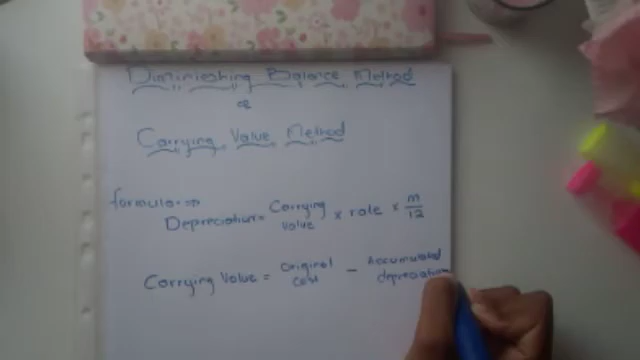 Diminishing Balance Method
or
Carrying Value Method
formula:⇒
Depreciation = Carrying value × rate × m/12
Carrying Value = Original cost - Accumulated depreciation